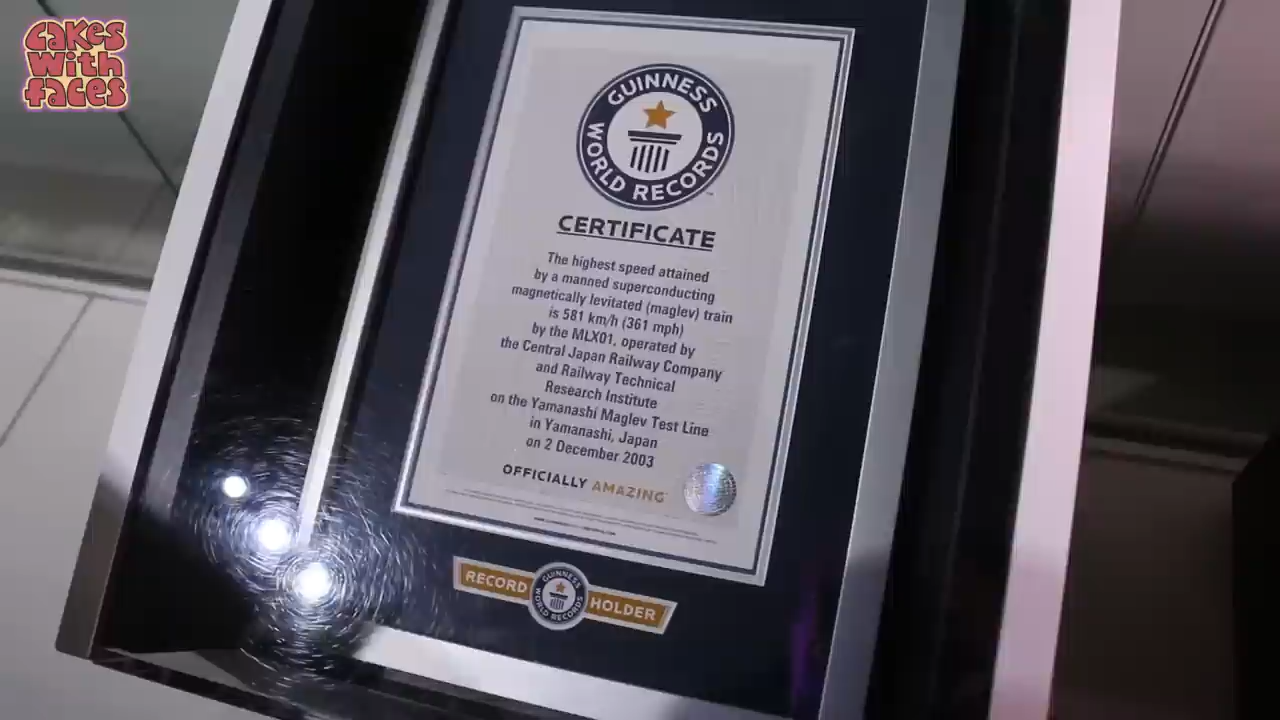 Cakes
With
faces
GUINNESS
WORLD RECORDS
CERTIFICATE
The highest speed attained
by a manned superconducting
magnetically levitated (maglev) train
is 581 km/h (361 mph)
by the MLX01, operated by
the Central Japan Railway Company
and Railway Technical
Research Institute
on the Yamanashi Maglev Test Line
in Yamanashi, Japan
on 2 December 2003
OFFICIALLY AMAZING
RECORD
GUINNESS
WORLD RECORDS
HOLDER